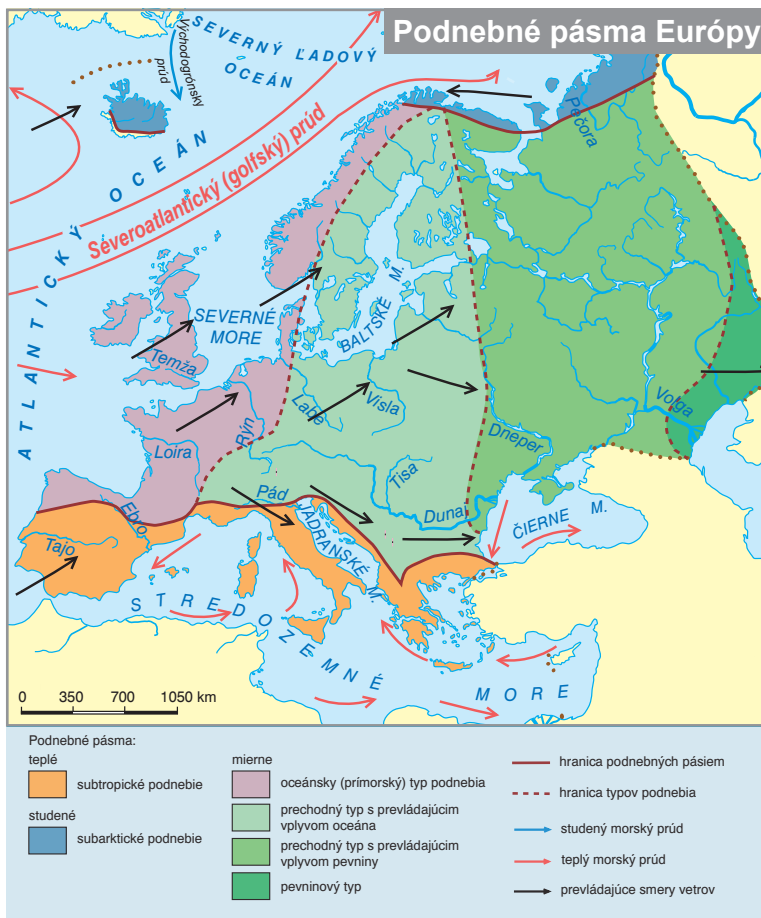 Podnebné pásma Európy
SEVERNÝ ĽADOVÝ
OCEÁN
Východogrónsky
prúd
ATLANTICKÝ OCEÁN
Severoatlantický (golfský) prúd
Pečora
SEVERNÉ
MORE
BALTSKÉ M.
Temža
Labe
Visla
Rýn
Loira
Volga
Dneper
Tisa
Pád
Dunaj
Ebro
Tajo
JADRANSKÉ M.
ČIERNE M.
STREDOZEMNÉ MORE
0 350 700 1050 km
Podnebné pásma:
teplé
subtropické podnebie
studené
subarktické podnebie
mierne
oceánsky (prímorský) typ podnebia
prechodný typ s prevládajúcim
vplyvom oceána
prechodný typ s prevládajúcim
vplyvom pevniny
pevninový typ
hranica podnebných pásiem
hranica typov podnebia
studený morský prúd
teplý morský prúd
prevládajúce smery vetrov